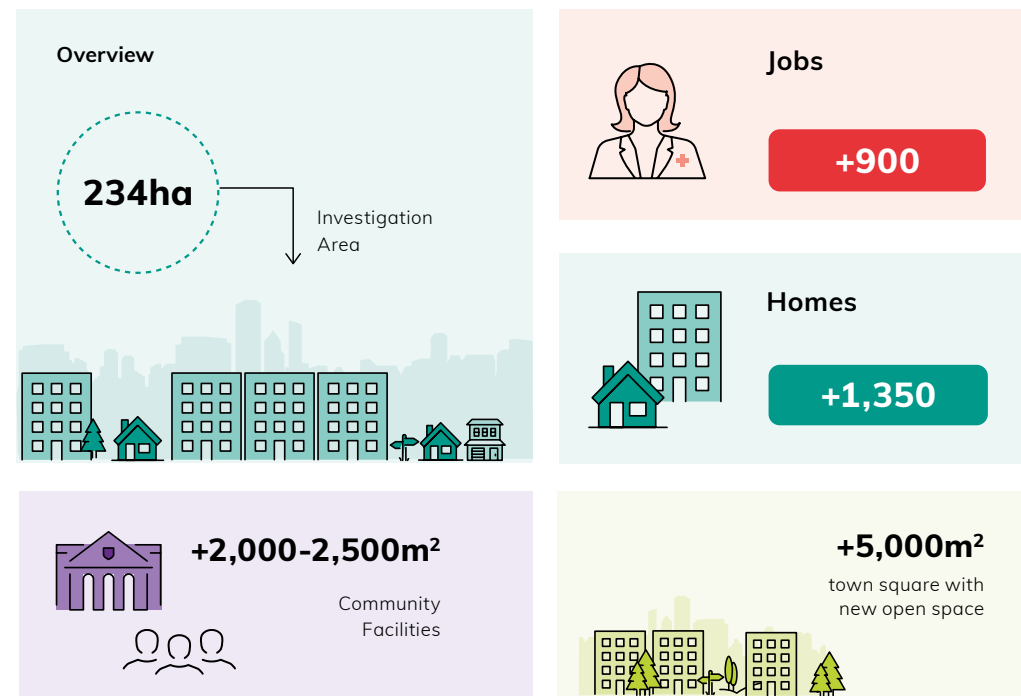 Overview
234ha
Investigation
Area
Jobs
+900
Homes
+1,350
+2,000-2,500m²
Community
Facilities
+5,000m²
town square with
new open space